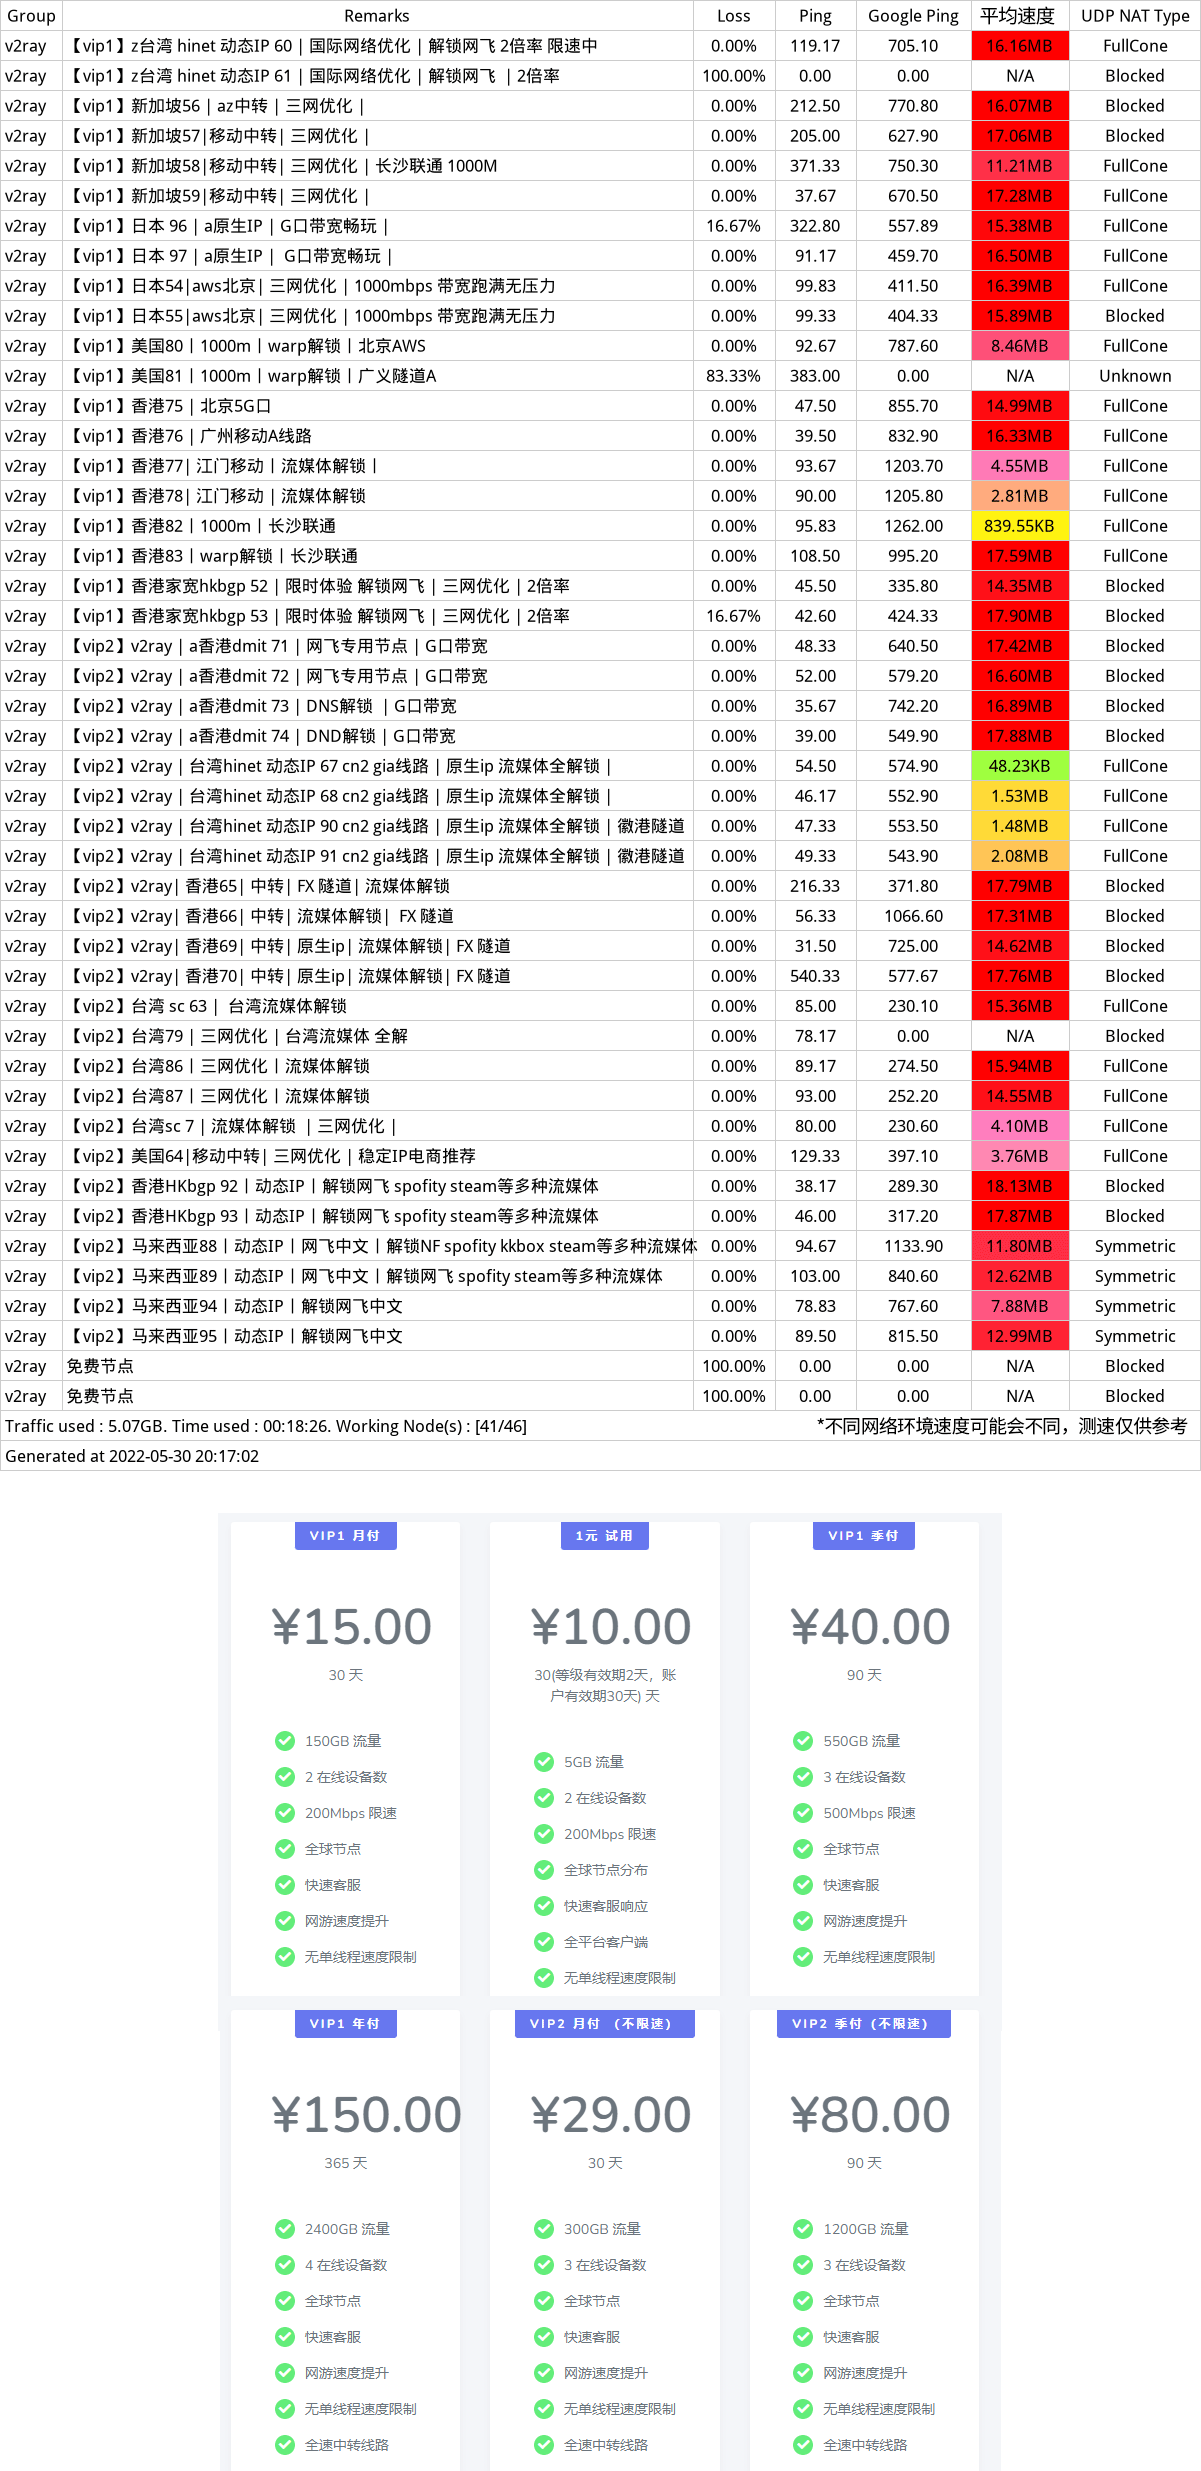 Group Remarks Loss Ping Google Ping 平均速度 UDP NAT Type
v2ray 【vip1】z台湾 hinet 动态IP 60 | 国际网络优化 | 解锁网飞 2倍率 限速中 0.00% 119.17 705.10 16.16MB FullCone
v2ray 【vip1】z台湾 hinet 动态IP 61 | 国际网络优化 | 解锁网飞 | 2倍率 100.00% 0.00 0.00 N/A Blocked
v2ray 【vip1】新加坡56 | az中转 | 三网优化 | 0.00% 212.50 770.80 16.07MB Blocked
v2ray 【vip1】新加坡57|移动中转| 三网优化 | 0.00% 205.00 627.90 17.06MB Blocked
v2ray 【vip1】新加坡58|移动中转| 三网优化 | 长沙联通 1000M 0.00% 371.33 750.30 11.21MB FullCone
v2ray 【vip1】新加坡59|移动中转| 三网优化 | 0.00% 37.67 670.50 17.28MB FullCone
v2ray 【vip1】日本 96 | a原生IP | G口带宽畅玩 | 16.67% 322.80 557.89 15.38MB FullCone
v2ray 【vip1】日本 97 | a原生IP | G口带宽畅玩 | 0.00% 91.17 459.70 16.50MB FullCone
v2ray 【vip1】日本54|aws北京| 三网优化 | 1000mbps 带宽跑满无压力 0.00% 99.83 411.50 16.39MB FullCone
v2ray 【vip1】日本55|aws北京| 三网优化 | 1000mbps 带宽跑满无压力 0.00% 99.33 404.33 15.89MB Blocked
v2ray 【vip1】美国80丨1000m丨warp解锁丨北京AWS 0.00% 92.67 787.60 8.46MB FullCone
v2ray 【vip1】美国81丨1000m丨warp解锁丨广义隧道A 83.33% 383.00 0.00 N/A Unknown
v2ray 【vip1】香港75 | 北京5G口 0.00% 47.50 855.70 14.99MB FullCone
v2ray 【vip1】香港76 | 广州移动A线路 0.00% 39.50 832.90 16.33MB FullCone
v2ray 【vip1】香港77| 江门移动丨流媒体解锁丨 0.00% 93.67 1203.70 4.55MB FullCone
v2ray 【vip1】香港78| 江门移动 | 流媒体解锁 0.00% 90.00 1205.80 2.81MB FullCone
v2ray 【vip1】香港82丨1000m丨长沙联通 0.00% 95.83 1262.00 839.55KB FullCone
v2ray 【vip1】香港83丨warp解锁丨长沙联通 0.00% 108.50 995.20 17.59MB FullCone
v2ray 【vip1】香港家宽hkbgp 52 | 限时体验 解锁网飞 | 三网优化 | 2倍率 0.00% 45.50 335.80 14.35MB Blocked
v2ray 【vip1】香港家宽hkbgp 53 | 限时体验 解锁网飞 | 三网优化 | 2倍率 16.67% 42.60 424.33 17.90MB Blocked
v2ray 【vip2】v2ray | a香港dmit 71 | 网飞专用节点 | G口带宽 0.00% 48.33 640.50 17.42MB Blocked
v2ray 【vip2】v2ray | a香港dmit 72 | 网飞专用节点 | G口带宽 0.00% 52.00 579.20 16.60MB Blocked
v2ray 【vip2】v2ray | a香港dmit 73 | DNS解锁 | G口带宽 0.00% 35.67 742.20 16.89MB Blocked
v2ray 【vip2】v2ray | a香港dmit 74 | DND解锁 | G口带宽 0.00% 39.00 549.90 17.88MB Blocked
v2ray 【vip2】v2ray | 台湾hinet 动态IP 67 cn2 gia线路 | 原生ip 流媒体全解锁 | 0.00% 54.50 574.90 48.23KB FullCone
v2ray 【vip2】v2ray | 台湾hinet 动态IP 68 cn2 gia线路 | 原生ip 流媒体全解锁 | 0.00% 46.17 552.90 1.53MB FullCone
v2ray 【vip2】v2ray | 台湾hinet 动态IP 90 cn2 gia线路 | 原生ip 流媒体全解锁 | 徽港隧道 0.00% 47.33 553.50 1.48MB FullCone
v2ray 【vip2】v2ray | 台湾hinet 动态IP 91 cn2 gia线路 | 原生ip 流媒体全解锁 | 徽港隧道 0.00% 49.33 543.90 2.08MB FullCone
v2ray 【vip2】v2ray| 香港65| 中转| FX 隧道| 流媒体解锁 0.00% 216.33 371.80 17.79MB Blocked
v2ray 【vip2】v2ray| 香港66| 中转| 流媒体解锁| FX 隧道 0.00% 56.33 1066.60 17.31MB Blocked
v2ray 【vip2】v2ray| 香港69| 中转| 原生ip| 流媒体解锁| FX 隧道 0.00% 31.50 725.00 14.62MB Blocked
v2ray 【vip2】v2ray| 香港70| 中转| 原生ip| 流媒体解锁| FX 隧道 0.00% 540.33 577.67 17.76MB Blocked
v2ray 【vip2】台湾 sc 63 | 台湾流媒体解锁 0.00% 85.00 230.10 15.36MB FullCone
v2ray 【vip2】台湾79 | 三网优化 | 台湾流媒体 全解 0.00% 78.17 0.00 N/A Blocked
v2ray 【vip2】台湾86丨三网优化丨流媒体解锁 0.00% 89.17 274.50 15.94MB FullCone
v2ray 【vip2】台湾87丨三网优化丨流媒体解锁 0.00% 93.00 252.20 14.55MB FullCone
v2ray 【vip2】台湾sc 7 | 流媒体解锁 | 三网优化 | 0.00% 80.00 230.60 4.10MB FullCone
v2ray 【vip2】美国64|移动中转| 三网优化 | 稳定IP电商推荐 0.00% 129.33 397.10 3.76MB FullCone
v2ray 【vip2】香港HKbgp 92丨动态IP丨解锁网飞 spofity steam等多种流媒体 0.00% 38.17 289.30 18.13MB Blocked
v2ray 【vip2】香港HKbgp 93丨动态IP丨解锁网飞 spofity steam等多种流媒体 0.00% 46.00 317.20 17.87MB Blocked
v2ray 【vip2】马来西亚88丨动态IP丨网飞中文丨解锁NF spofity kkbox steam等多种流媒体 0.00% 94.67 1133.90 11.80MB Symmetric
v2ray 【vip2】马来西亚89丨动态IP丨网飞中文丨解锁网飞 spofity steam等多种流媒体 0.00% 103.00 840.60 12.62MB Symmetric
v2ray 【vip2】马来西亚94丨动态IP丨解锁网飞中文 0.00% 78.83 767.60 7.88MB Symmetric
v2ray 【vip2】马来西亚95丨动态IP丨解锁网飞中文 0.00% 89.50 815.50 12.99MB Symmetric
v2ray 免费节点 100.00% 0.00 0.00 N/A Blocked
v2ray 免费节点 100.00% 0.00 0.00 N/A Blocked
Traffic used : 5.07GB. Time used : 00:18:26. Working Node(s) : [41/46] *不同网络环境速度可能会不同，测速仅供参考
Generated at 2022-05-30 20:17:02
VIP1 月付
¥15.00
30 天
150GB 流量
2 在线设备数
200Mbps 限速
全球节点
快速客服
网游速度提升
无单线程速度限制
1元 试用
¥10.00
30(等级有效期2天，账
户有效期30天) 天
5GB 流量
2 在线设备数
200Mbps 限速
全球节点分布
快速客服响应
全平台客户端
无单线程速度限制
VIP1 季付
¥40.00
90 天
550GB 流量
3 在线设备数
500Mbps 限速
全球节点
快速客服
网游速度提升
无单线程速度限制
VIP1 年付
¥150.00
365 天
2400GB 流量
4 在线设备数
全球节点
快速客服
网游速度提升
无单线程速度限制
全速中转线路
VIP2 月付 （不限速）
¥29.00
30 天
300GB 流量
3 在线设备数
全球节点
快速客服
网游速度提升
无单线程速度限制
全速中转线路
VIP2 季付（不限速）
¥80.00
90 天
1200GB 流量
3 在线设备数
全球节点
快速客服
网游速度提升
无单线程速度限制
全速中转线路